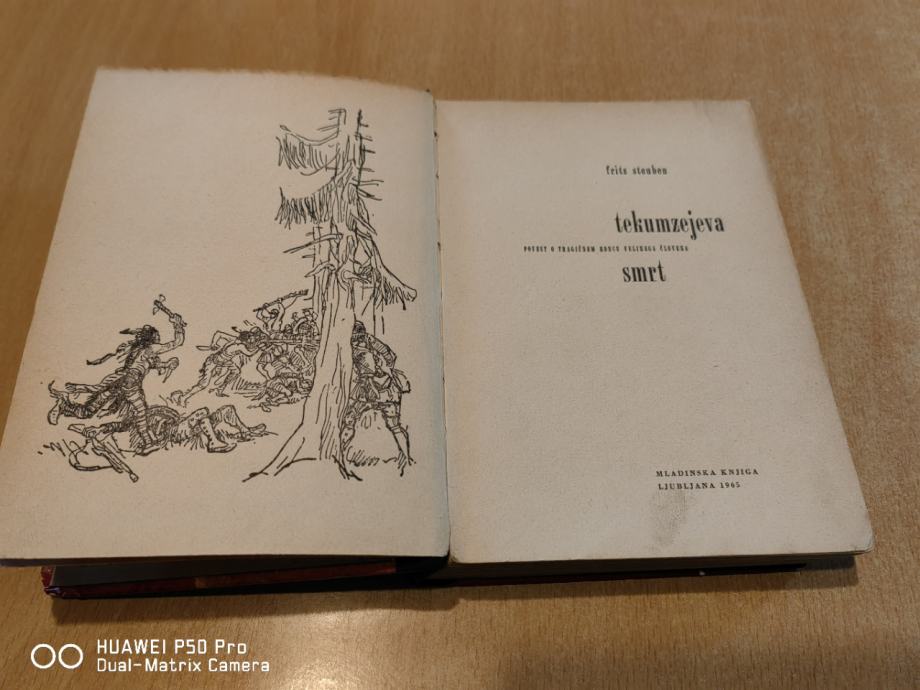 frits steuben
tekumzejeva
POVEST O TRAGIČNEM KONCU VELIKEGA ČLOVEKA
smrt
MLADINSKA KNJIGA
LJUBLJANA 1965
HUAWEI P50 Pro
Dual-Matrix Camera